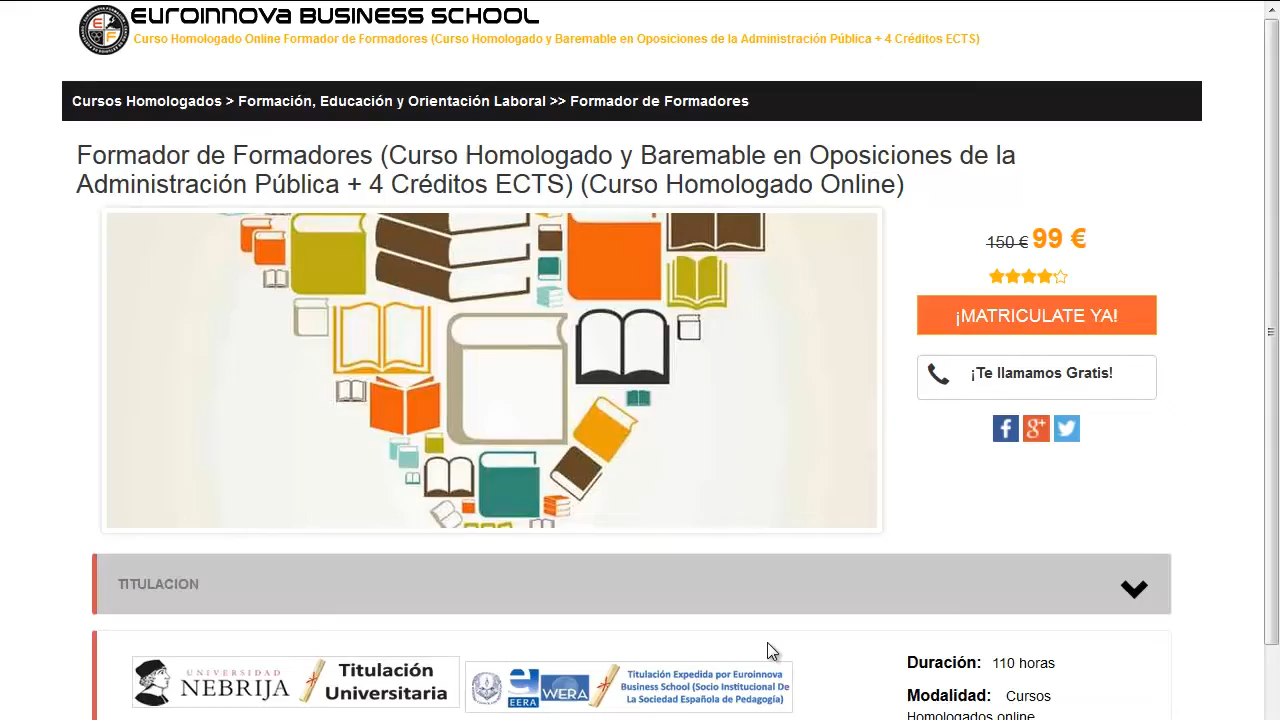 Euroinnova BUSINESS SCHOOL
Curso Homologado Online Formador de Formadores (Curso Homologado y Baremable en Oposiciones de la Administración Pública + 4 Créditos ECTS)
Cursos Homologados > Formación, Educación y Orientación Laboral >> Formador de Formadores
Formador de Formadores (Curso Homologado y Baremable en Oposiciones de la
Administración Pública + 4 Créditos ECTS) (Curso Homologado Online)
150 € 99 €
¡MATRICULATE YA!
¡Te llamamos Gratis!
TITULACION
UNIVERSIDAD
NEBRIJA
Titulación
Universitaria
EERA
WERA
Titulación Expedida por Euroinnova
Business School (Socio Institucional De
La Sociedad Española de Pedagogía)
Duración: 110 horas
Modalidad: Cursos
Homologados online